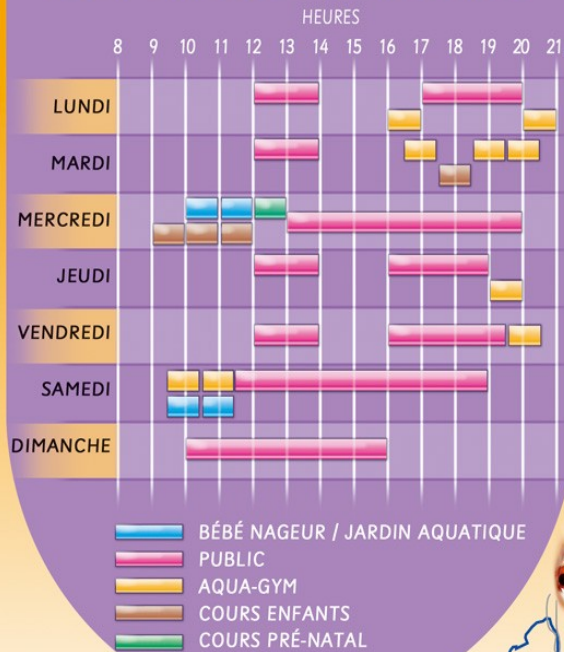 HEURES
8 9 10 11 12 13 14 15 16 17 18 19 20 21
LUNDI
MARDI
MERCREDI
JEUDI
VENDREDI
SAMEDI
DIMANCHE
BÉBÉ NAGEUR / JARDIN AQUATIQUE
PUBLIC
AQUA-GYM
COURS ENFANTS
COURS PRÉ-NATAL